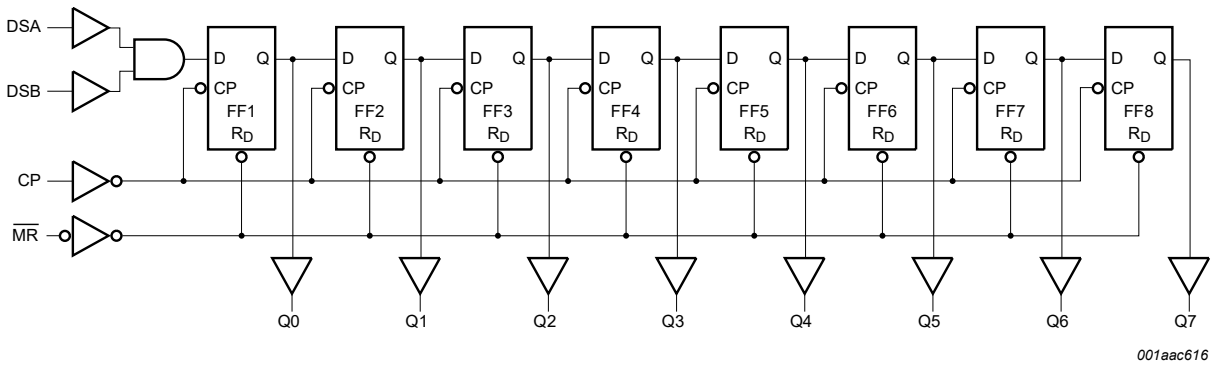 DSA
DSB
CP
M̅R̅
D Q
CP
FF1
RD
D Q
CP
FF2
RD
D Q
CP
FF3
RD
D Q
CP
FF4
RD
D Q
CP
FF5
RD
D Q
CP
FF6
RD
D Q
CP
FF7
RD
D Q
CP
FF8
RD
Q0 Q1 Q2 Q3 Q4 Q5 Q6 Q7
001aac616